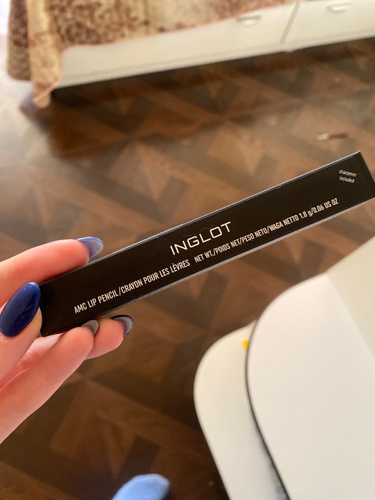 sharpener
included
INGLOT
AMC LIP PENCIL/CRAYON POUR LES LÈVRES NET WT./POIDS NET/PESO NETO/WAGA NETTO 1.8 g/0.06 US OZ